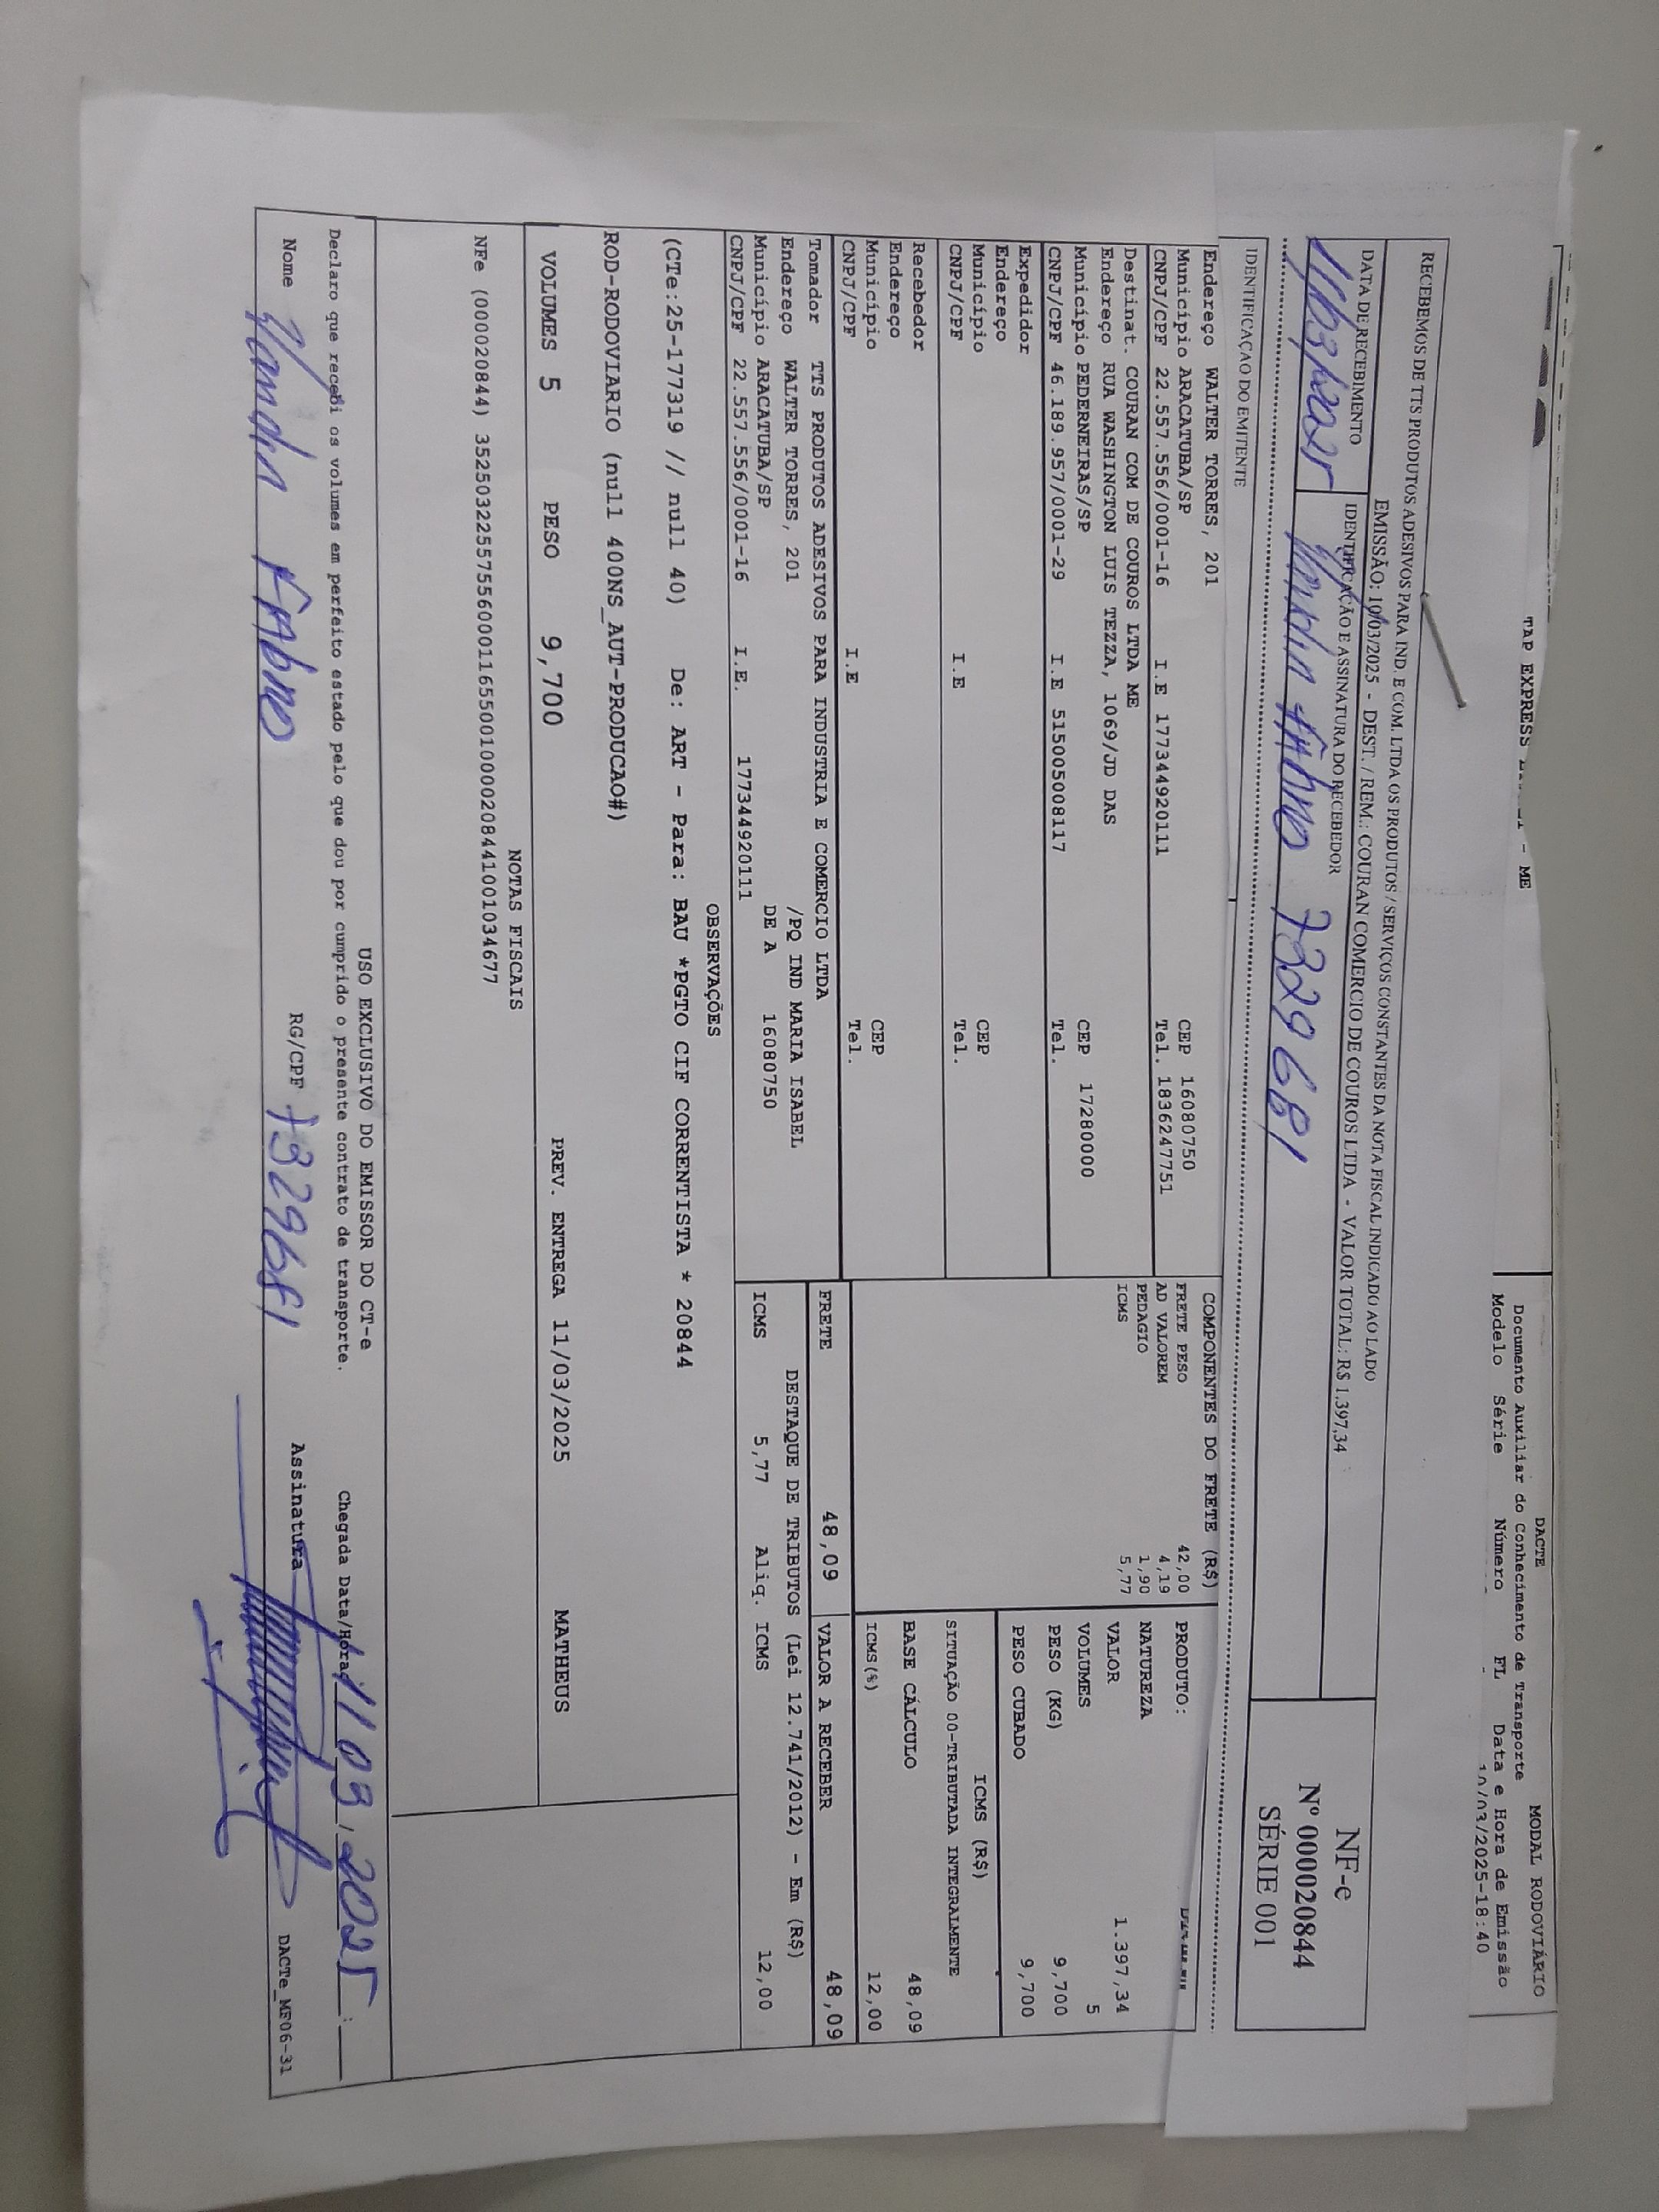 TAP EXPRESS - ME
DACTE
MODAL RODOVIÁRIO
Documento Auxiliar do Conhecimento de Transporte
Modelo Série Número FL Data e Hora de Emissão
10/03/2025-18:40
RECEBEMOS DE TTS PRODUTOS ADESIVOS PARA IND. E COM. LTDA OS PRODUTOS / SERVIÇOS CONSTANTES DA NOTA FISCAL INDICADO AO LADO
EMISSÃO: 10/03/2025 - DEST. / REM.: COURAN COMERCIO DE COUROS LTDA - VALOR TOTAL: R$ 1.397,34
DATA DE RECEBIMENTO
IDENTIFICAÇÃO E ASSINATURA DO RECEBEDOR
11/03/2025
Fabno 7329681
NF-e
Nº 000020844
SÉRIE 001
IDENTIFICAÇÃO DO EMITENTE
Endereço WALTER TORRES, 201
Município ARACATUBA/SP CEP 16080750
CNPJ/CPF 22.557.556/0001-16 I.E 177344920111 Tel. 1836247751
Destinat. COURAN COM DE COUROS LTDA ME
Endereço RUA WASHINGTON LUIS TEZZA, 1069/JD DAS
Município PEDERNEIRAS/SP CEP 17280000
CNPJ/CPF 46.189.957/0001-29 I.E 515005008117 Tel.
Expedidor
Endereço
Município CEP
CNPJ/CPF I.E Tel.
Recebedor
Endereço
Município CEP
CNPJ/CPF I.E Tel.
Tomador TTS PRODUTOS ADESIVOS PARA INDUSTRIA E COMERCIO LTDA
Endereço WALTER TORRES, 201 /PQ IND MARIA ISABEL
Município ARACATUBA/SP DE A 16080750
CNPJ/CPF 22.557.556/0001-16 I.E. 177344920111
COMPONENTES DO FRETE (R$)
FRETE PESO 42,00
AD VALOREM 4,19
PEDAGIO 1,90
ICMS 5,77
PRODUTO:
NATUREZA
VALOR 1.397,34
VOLUMES 5
PESO (KG) 9,700
PESO CUBADO 9,700
ICMS (R$)
SITUAÇÃO 00-TRIBUTADA INTEGRALMENTE
BASE CÁLCULO 48,09
ICMS(%) 12,00
FRETE 48,09 VALOR A RECEBER 48,09
DESTAQUE DE TRIBUTOS (Lei 12.741/2012) - Em (R$)
ICMS 5,77 Aliq. ICMS 12,00
OBSERVAÇÕES
(CTe:25-177319 // null 40) De: ART - Para: BAU *PGTO CIF CORRENTISTA * 20844
ROD-RODOVIARIO (null 400NS_AUT-PRODUCAO#)
VOLUMES 5 PESO 9,700 PREV. ENTREGA 11/03/2025 MATHEUS
NOTAS FISCAIS
NFe (000020844) 35250322557556000116550010000208441001034677
USO EXCLUSIVO DO EMISSOR DO CT-e
Declaro que recebi os volumes em perfeito estado pelo que dou por cumprido o presente contrato de transporte. Chegada Data/Hora 11/03/2025 :
Nome Fabno RG/CPF 7329681 Assinatura DACTe_MF06-31